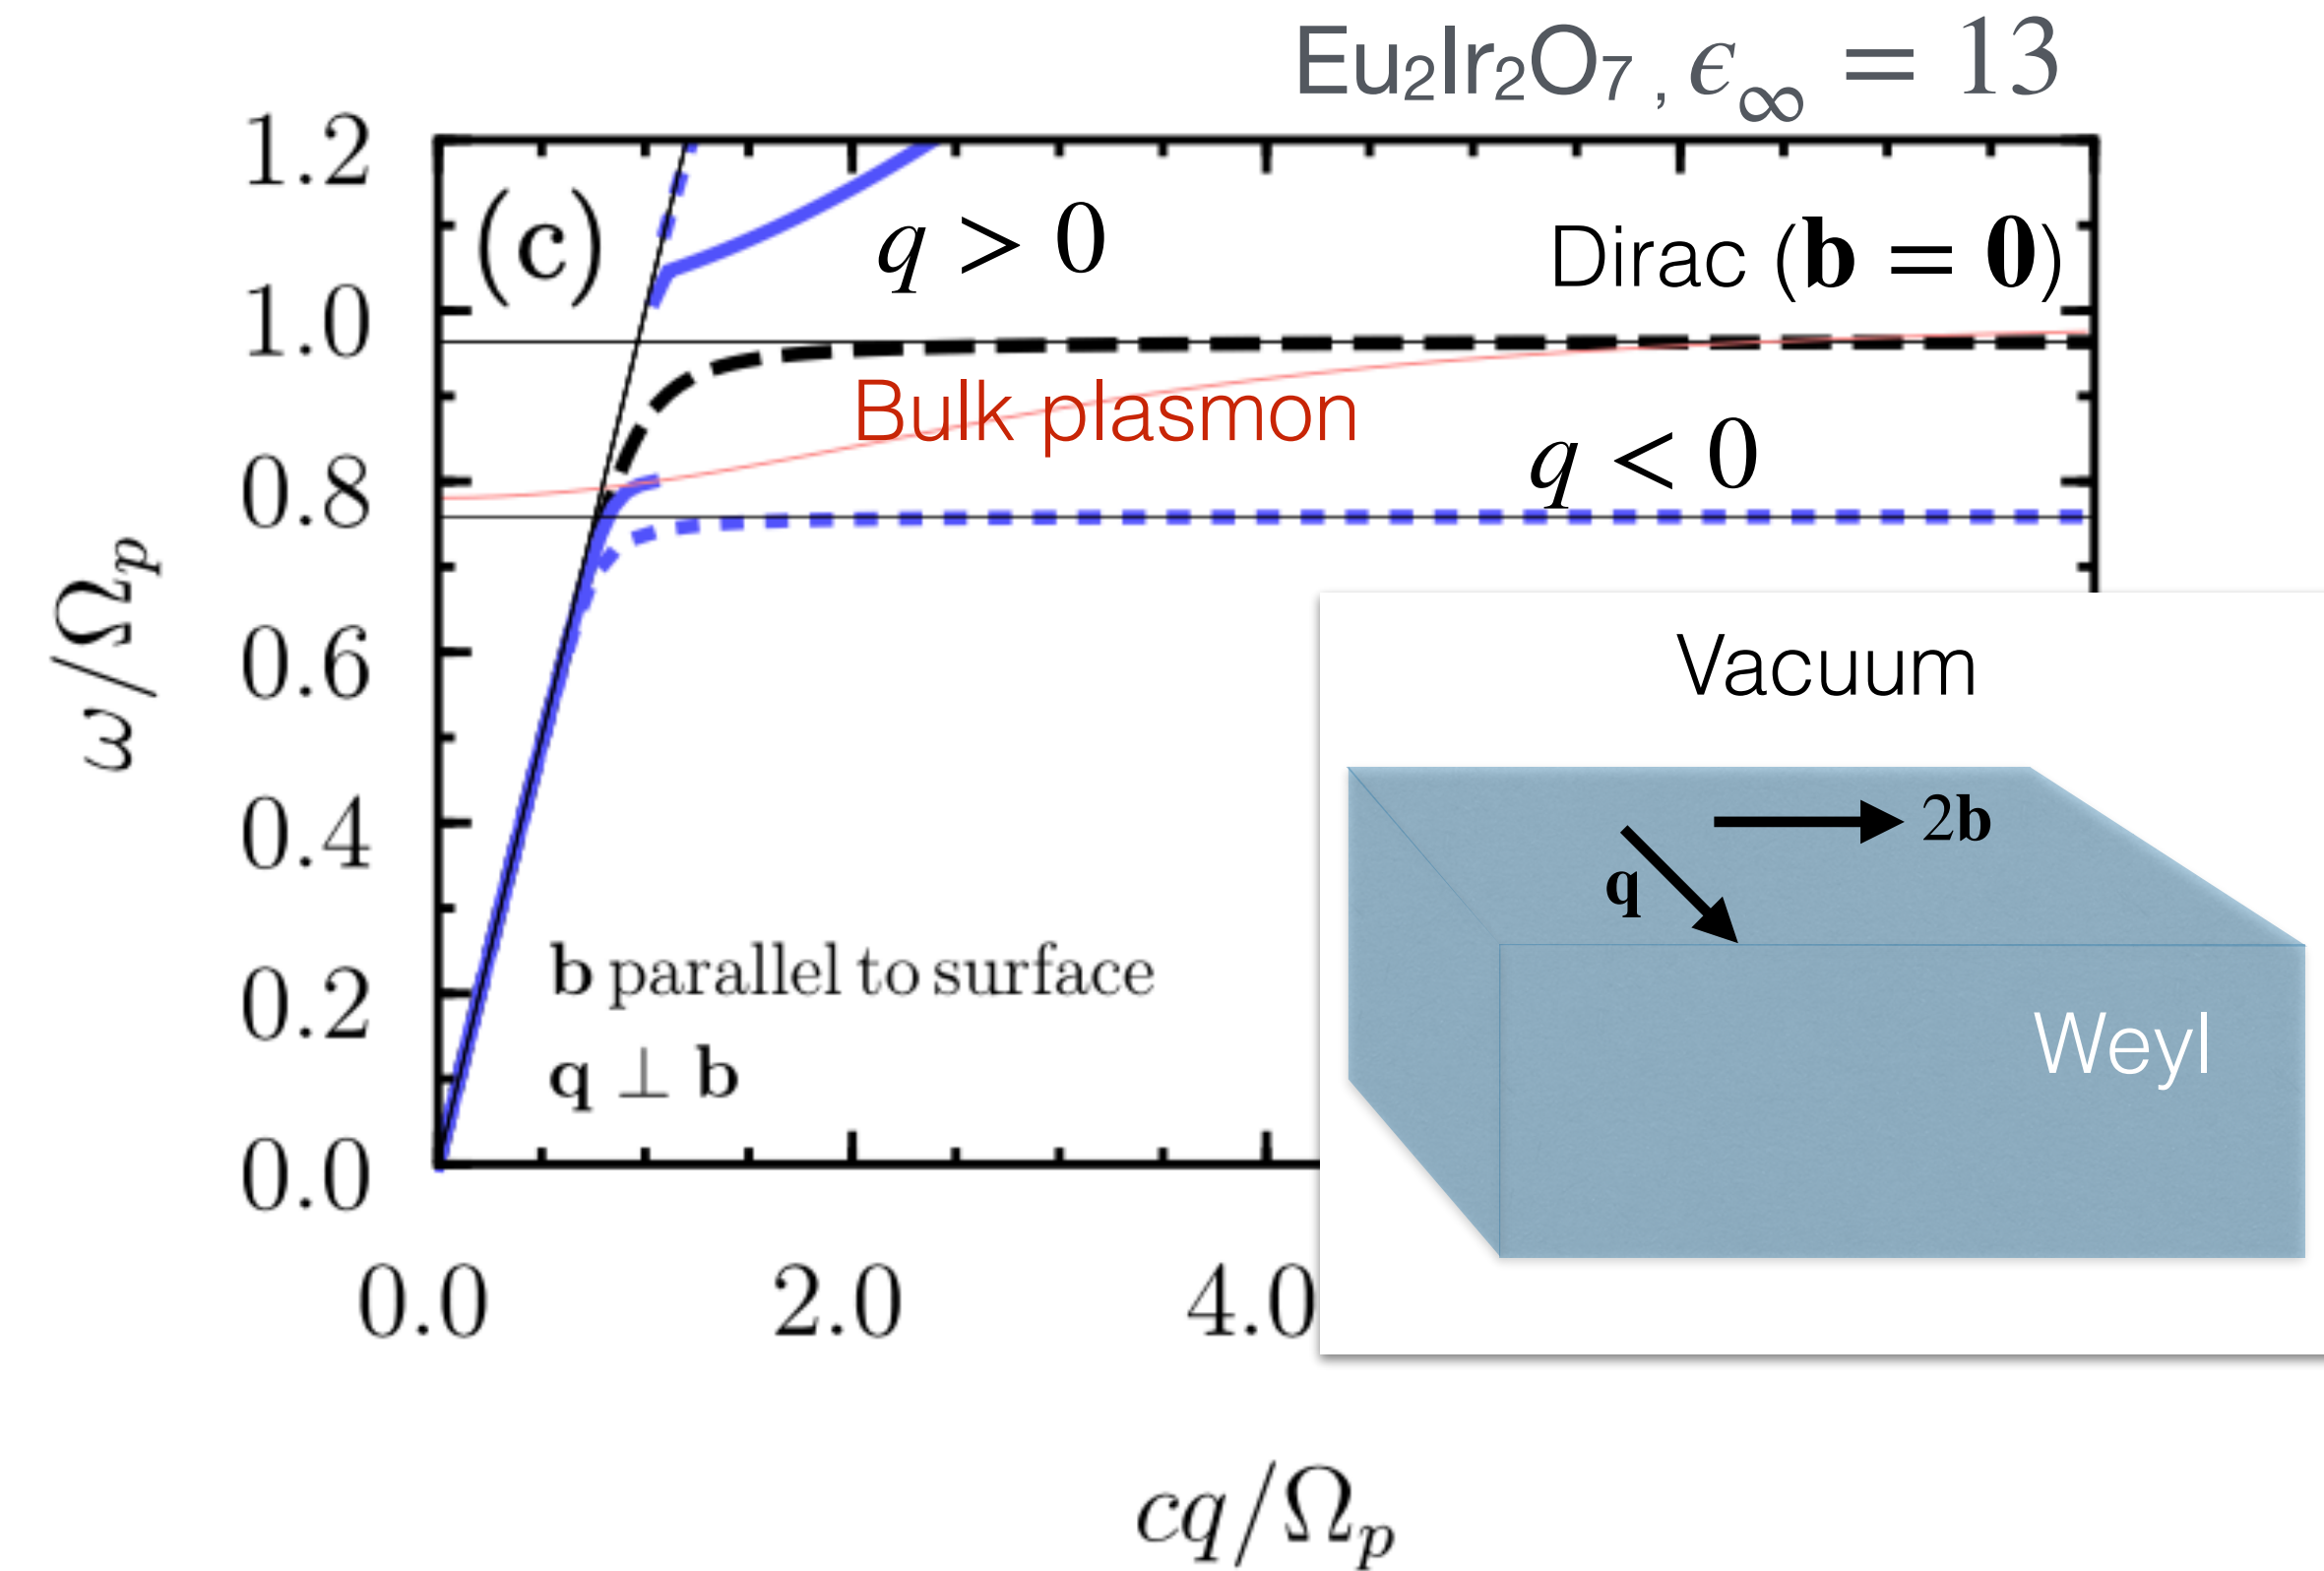 Eu₂Ir₂O₇ , ϵ∞ = 13
1.2
1.0
0.8
0.6
0.4
0.2
0.0
ω/Ωₚ
(c)
q > 0
Dirac (b = 0)
Bulk plasmon
q < 0
b parallel to surface
q ⊥ b
Vacuum
2b
q
Weyl
0.0
2.0
4.0
cq/Ωₚ